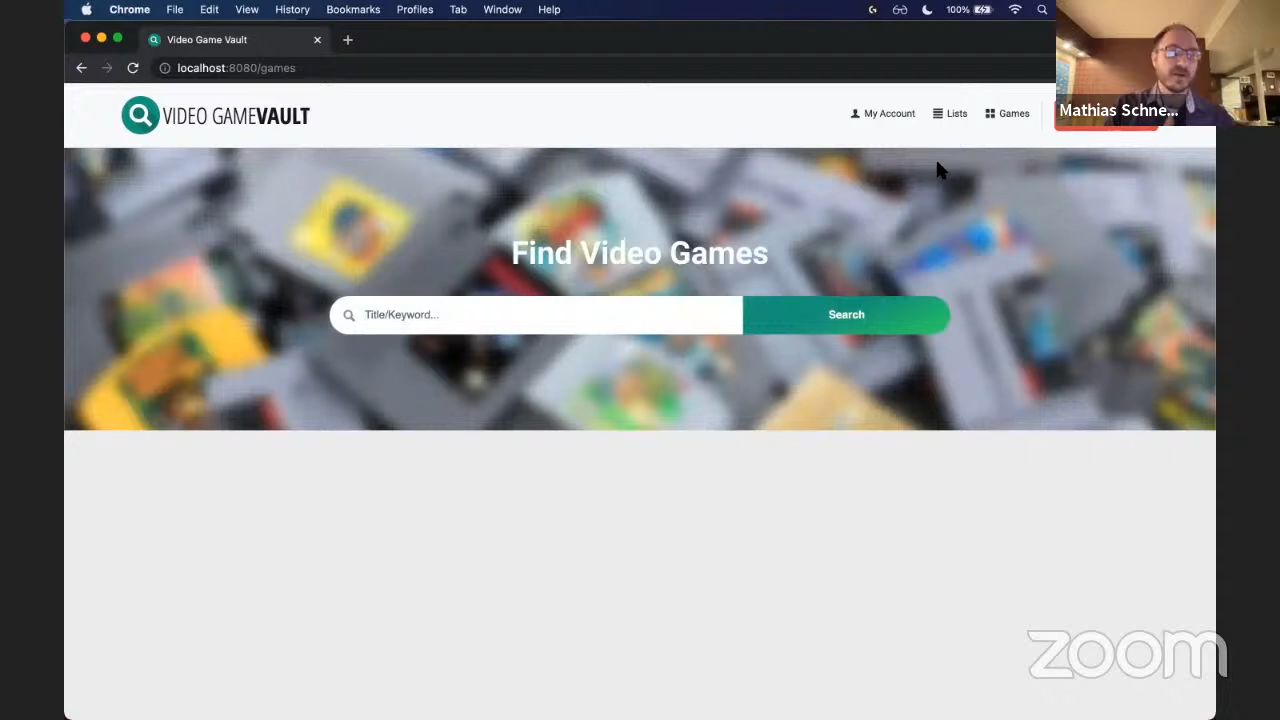 Chrome File Edit View History Bookmarks Profiles Tab Window Help 100%
Video Game Vault
localhost:8080/games
VIDEO GAMEVAULT
My Account Lists Games
Mathias Schne...
Find Video Games
Title/Keyword...
Search
zoom